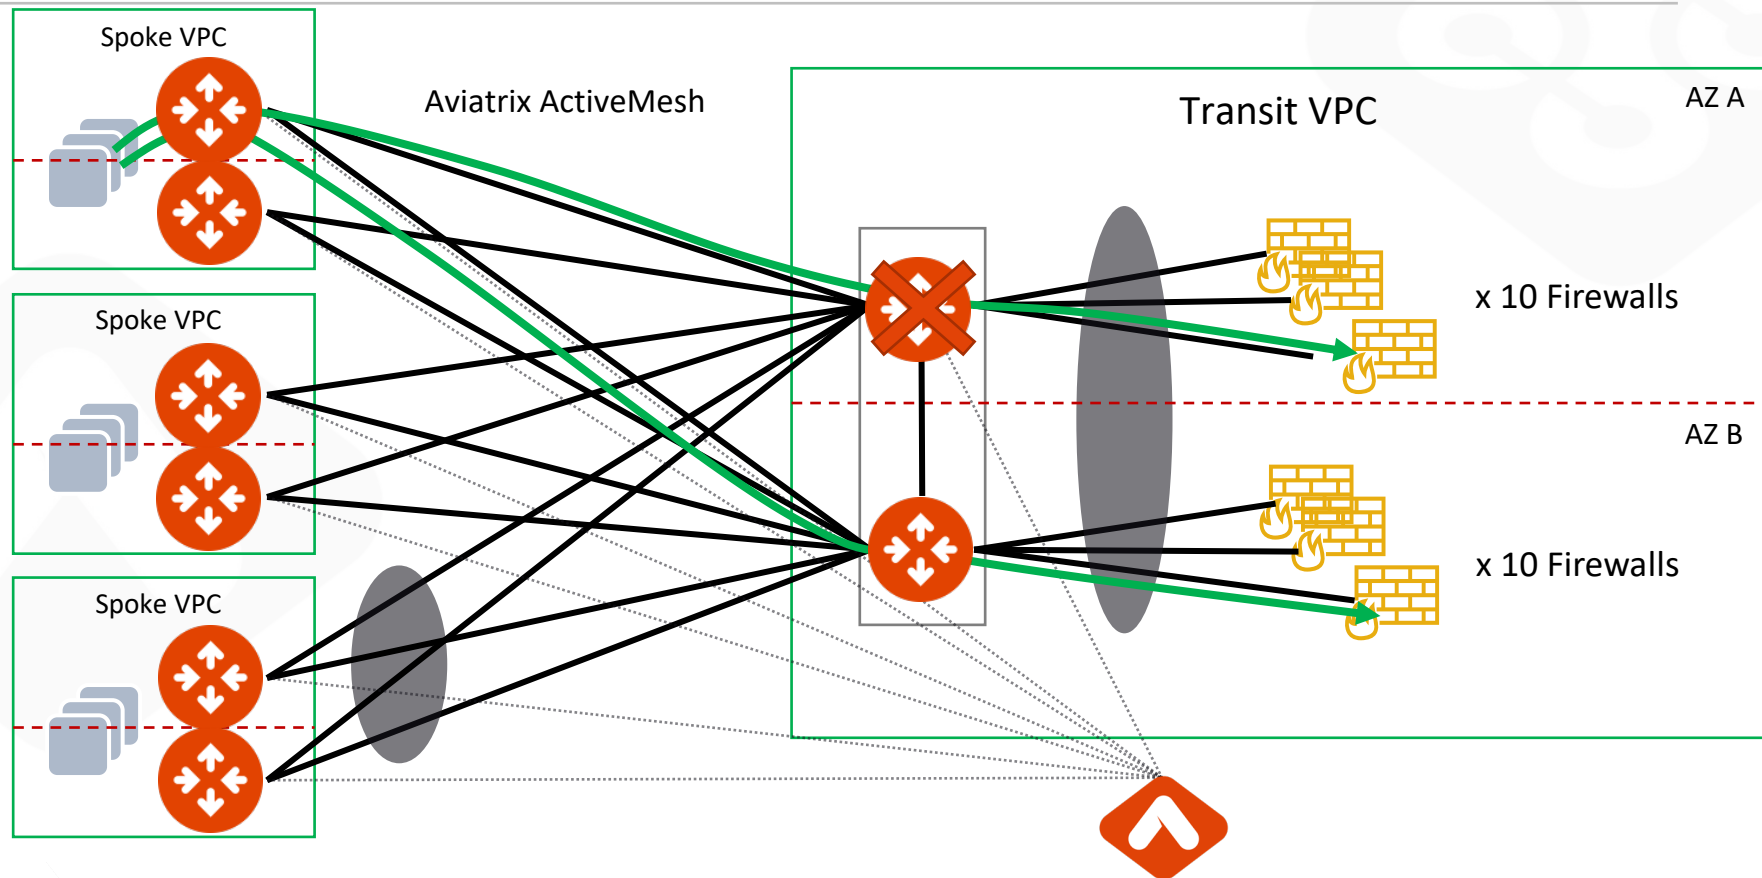 Spoke VPC
Aviatrix ActiveMesh
Transit VPC
AZ A
x 10 Firewalls
Spoke VPC
AZ B
x 10 Firewalls
Spoke VPC